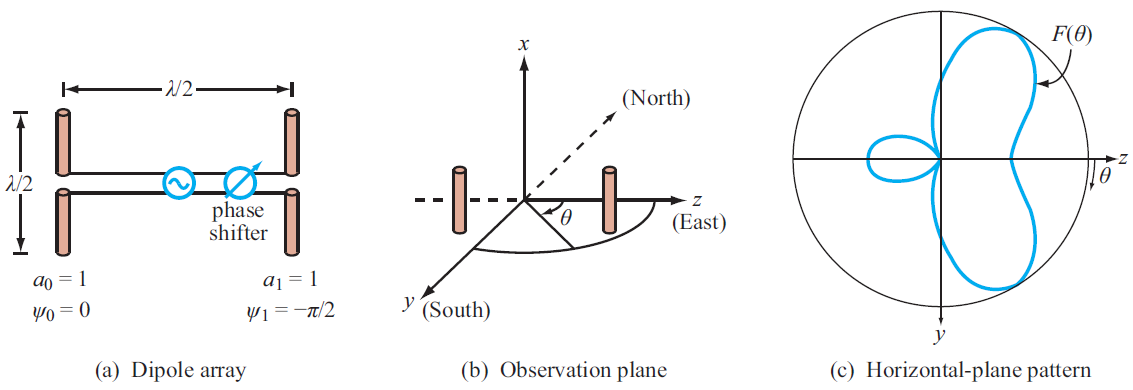 λ/2
λ/2
phase
shifter
a₀ = 1
ψ₀ = 0
a₁ = 1
ψ₁ = −π/2
(a) Dipole array
x
(North)
θ
z
(East)
y (South)
(b) Observation plane
F(θ)
z
θ
y
(c) Horizontal-plane pattern